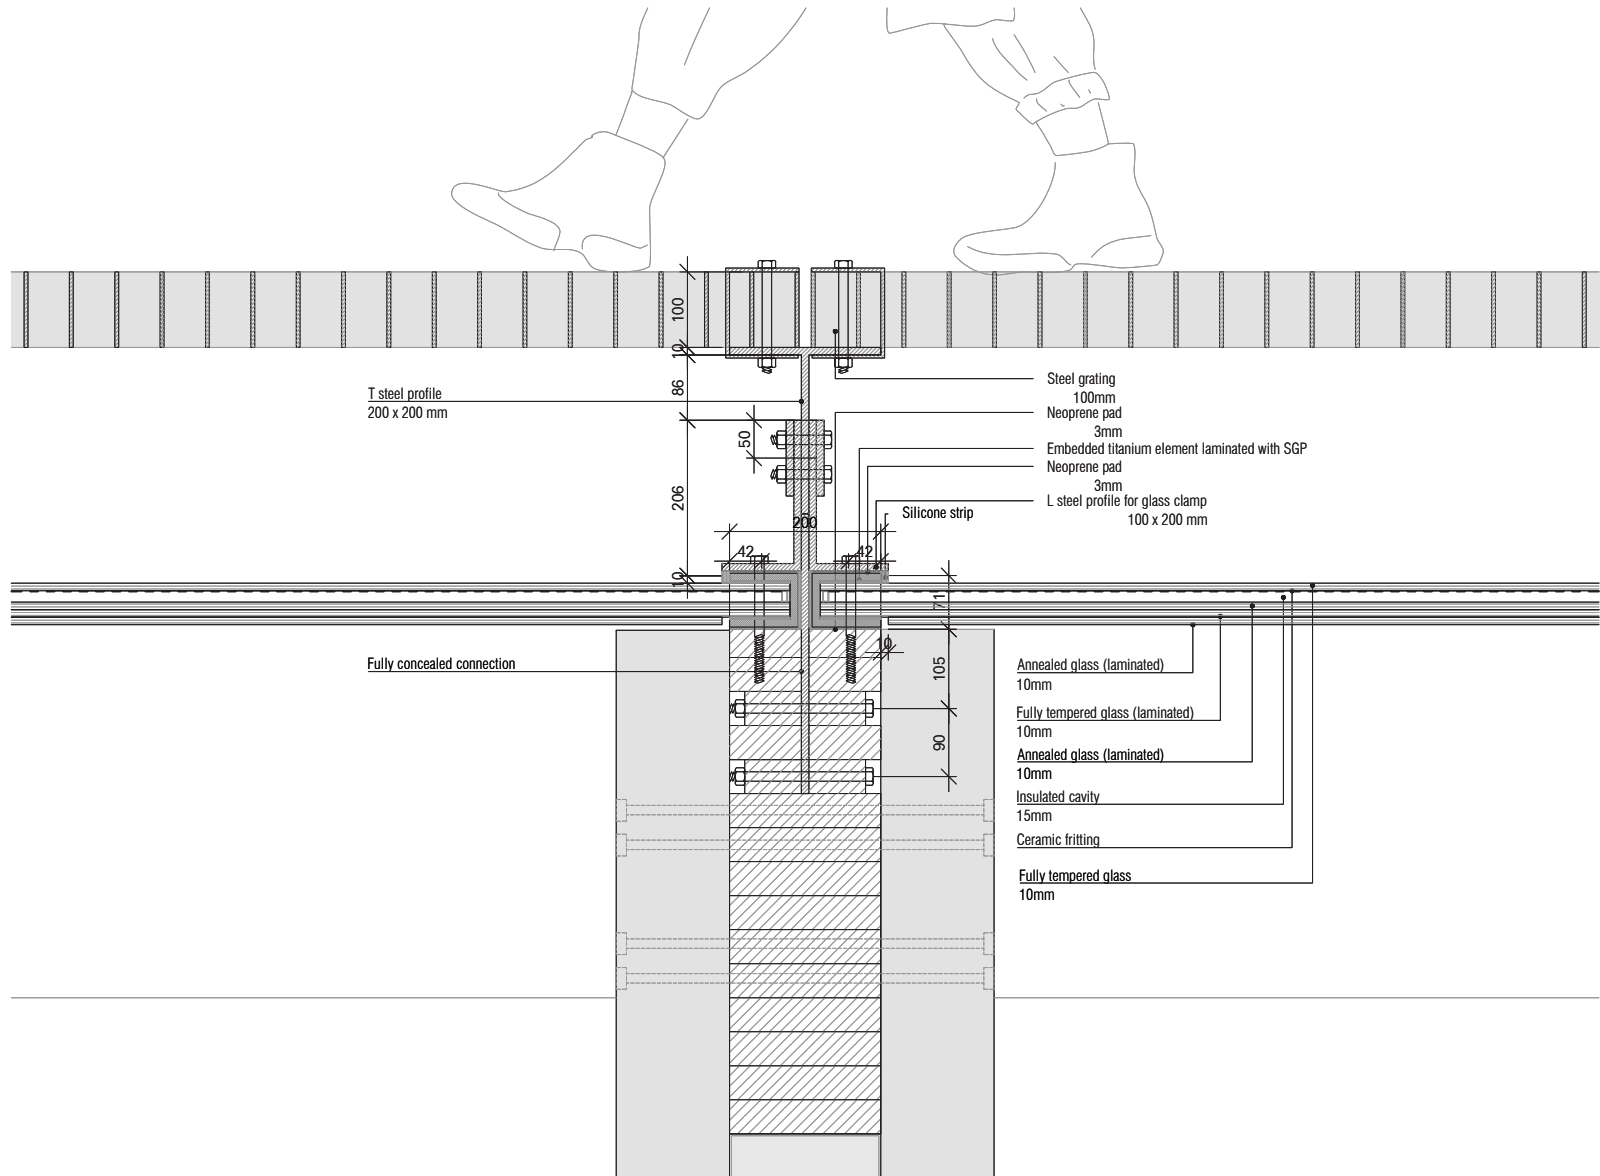 100
10
86
T steel profile
200 x 200 mm
50
206
200
42
42
10
71
10
105
90
Steel grating
100mm
Neoprene pad
3mm
Embedded titanium element laminated with SGP
Neoprene pad
3mm
L steel profile for glass clamp
100 x 200 mm
Silicone strip
Fully concealed connection
Annealed glass (laminated)
10mm
Fully tempered glass (laminated)
10mm
Annealed glass (laminated)
10mm
Insulated cavity
15mm
Ceramic fritting
Fully tempered glass
10mm